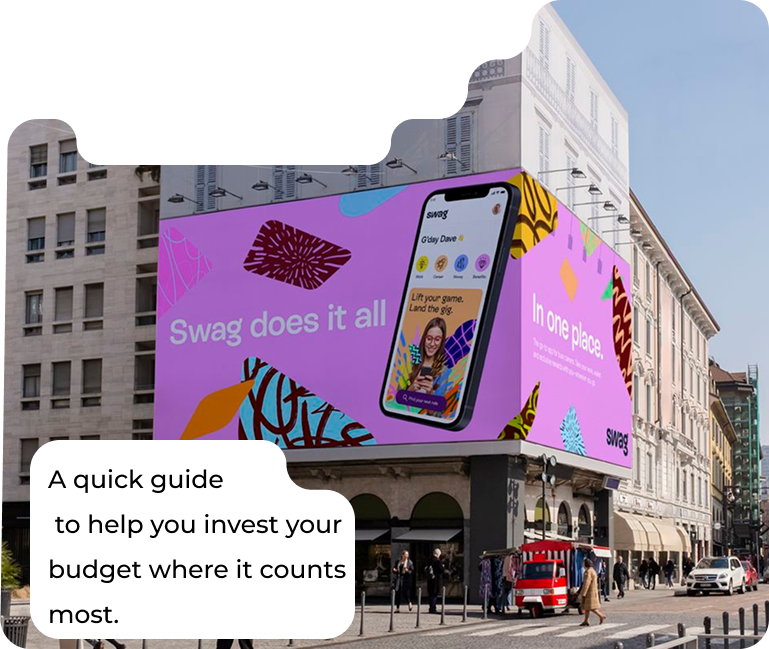 Swag does it all
swag
G'day Dave
Work
Career
Money
Benefits
Lift your game.
Land the gig.
Find your next role
In one place.
swag
A quick guide
to help you invest your
budget where it counts
most.